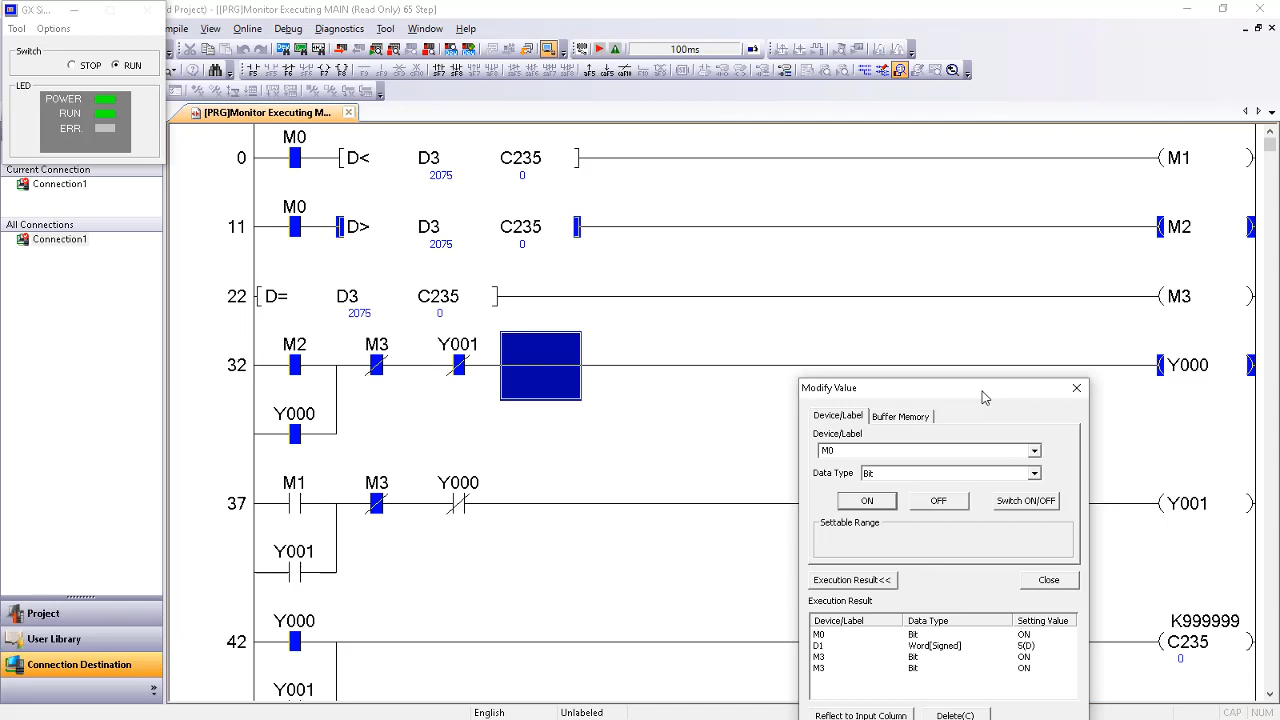 GX Si...
d Project) - [[PRG]Monitor Executing MAIN (Read Only) 65 Step]
Tool Options
mpile View Online Debug Diagnostics Tool Window Help
Switch
STOP RUN
100ms
LED
POWER
RUN
ERR.
[PRG]Monitor Executing M...
Current Connection
Connection1
All Connections
Connection1
M0
0 D< D3 C235 M1
2075 0
M0
11 D> D3 C235 M2
2075 0
22 D= D3 C235 M3
2075 0
M2 M3 Y001
32 Y000
Y000
M1 M3 Y000
37 Y001
Y001
Y000 K999999
42 C235
0
Y001
Modify Value
Device/Label Buffer Memory
Device/Label
M0
Data Type Bit
ON OFF Switch ON/OFF
Settable Range
Execution Result<< Close
Execution Result
Device/Label Data Type Setting Value
M0 Bit ON
D1 Word[Signed] 5(D)
M3 Bit ON
M3 Bit ON
Reflect to Input Column Delete(C)
Project
User Library
Connection Destination
English Unlabeled CAP NUM